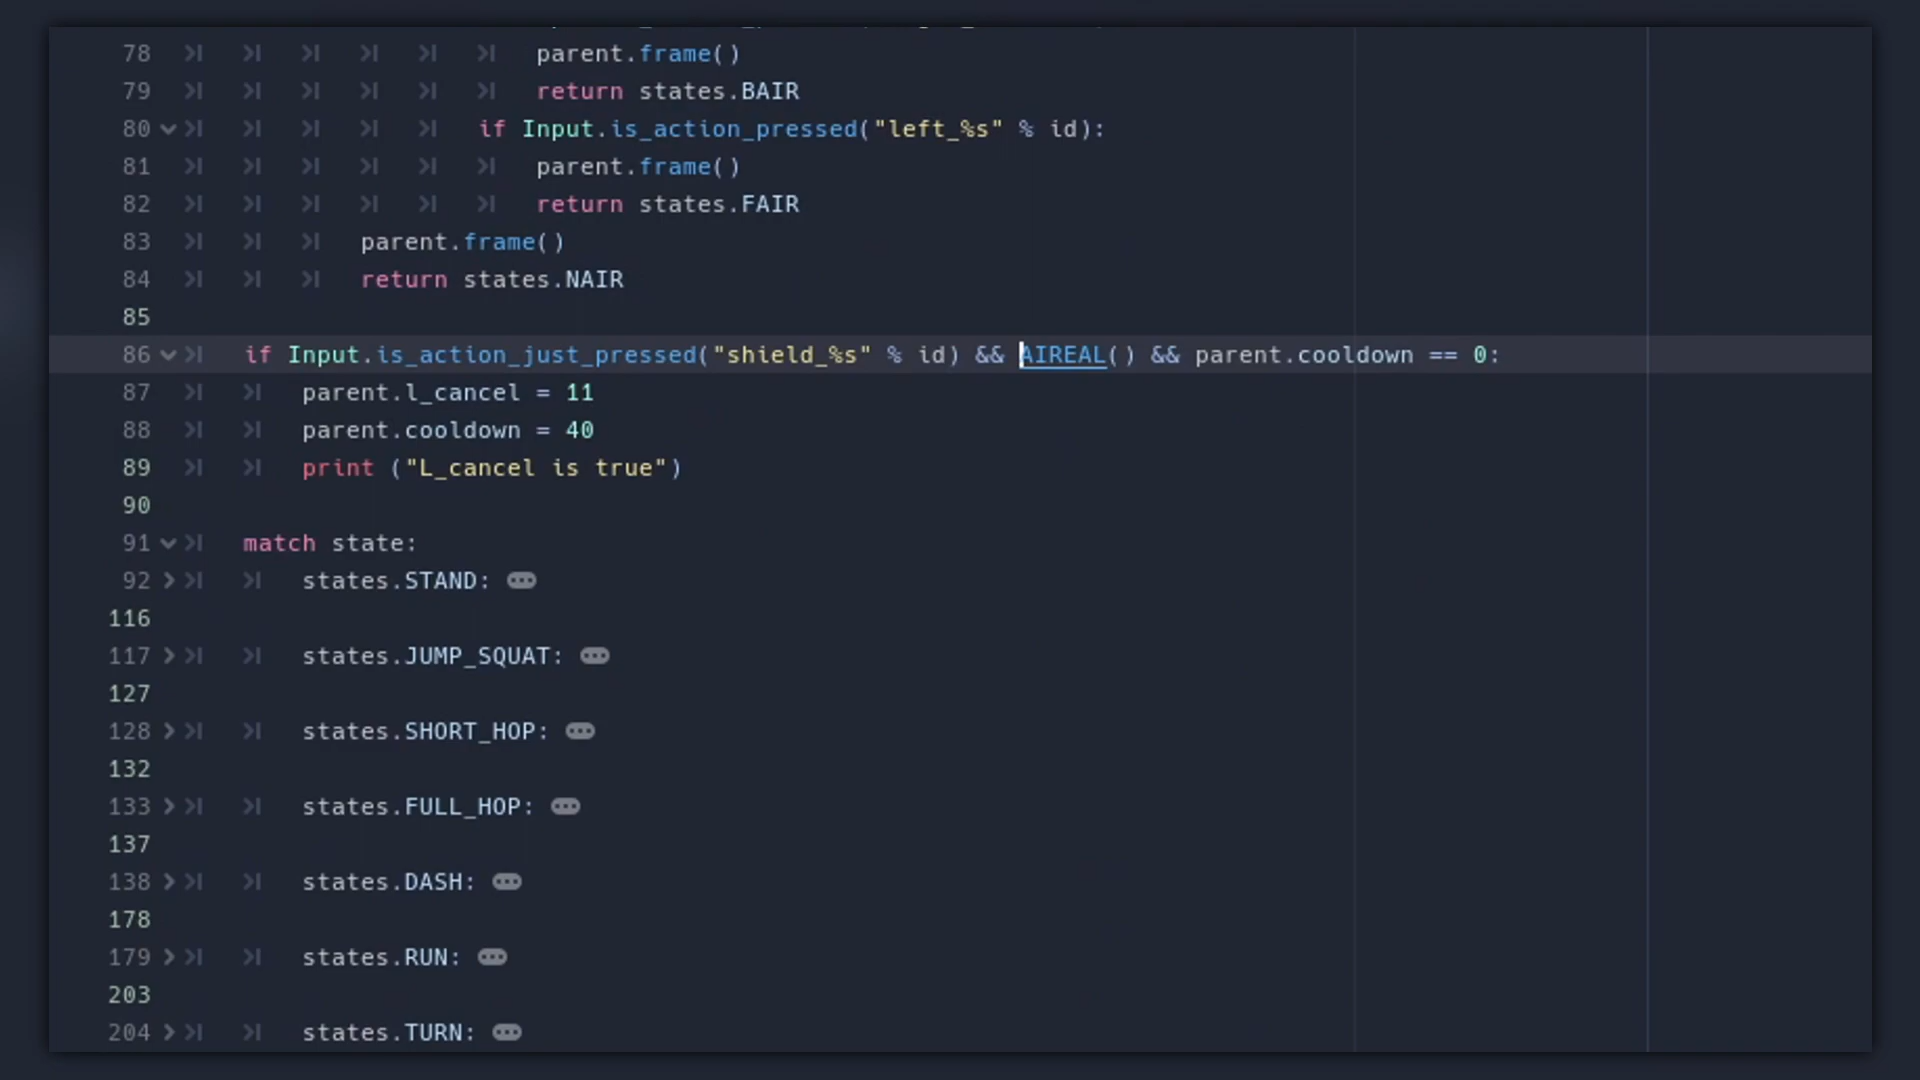 78 parent.frame()
79 return states.BAIR
80 if Input.is_action_pressed("left_%s" % id):
81 parent.frame()
82 return states.FAIR
83 parent.frame()
84 return states.NAIR
85
86 if Input.is_action_just_pressed("shield_%s" % id) && AIREAL() && parent.cooldown == 0:
87 parent.l_cancel = 11
88 parent.cooldown = 40
89 print ("L_cancel is true")
90
91 match state:
92 states.STAND:
116
117 states.JUMP_SQUAT:
127
128 states.SHORT_HOP:
132
133 states.FULL_HOP:
137
138 states.DASH:
178
179 states.RUN:
203
204 states.TURN: